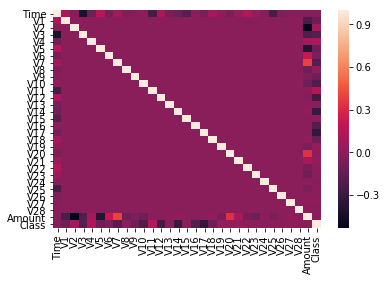 Time
V1
V2
V3
V4
V5
V6
V7
V8
V9
V10
V11
V12
V13
V14
V15
V16
V17
V18
V19
V20
V21
V22
V23
V24
V25
V26
V27
V28
Amount
Class
Time
V1
V2
V3
V4
V5
V6
V7
V8
V9
V10
V11
V12
V13
V14
V15
V16
V17
V18
V19
V20
V21
V22
V23
V24
V25
V26
V27
V28
Amount
Class
0.9
0.6
0.3
0.0
−0.3